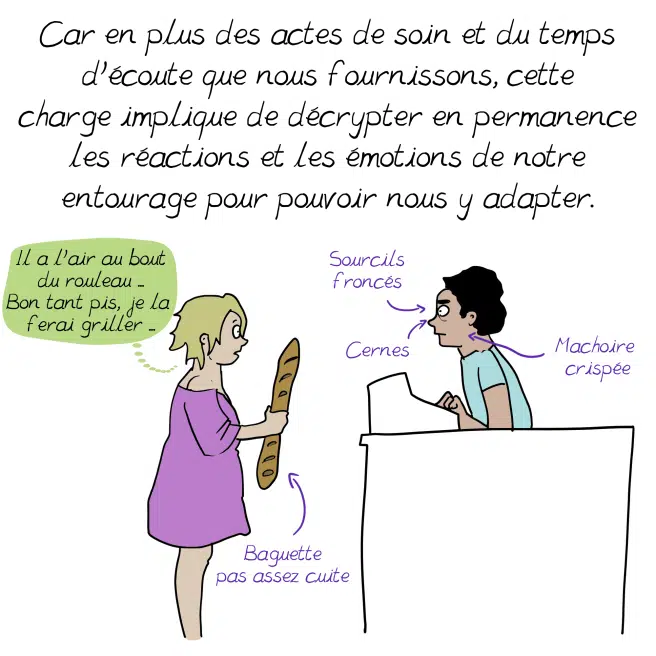 Car en plus des actes de soin et du temps
d'écoute que nous fournissons, cette
charge implique de décrypter en permanence
les réactions et les émotions de notre
entourage pour pouvoir nous y adapter.
Il a l'air au bout
du rouleau ...
Bon tant pis, je la
ferai griller ...
Sourcils
froncés
Cernes
Machoire
crispée
Baguette
pas assez cuite